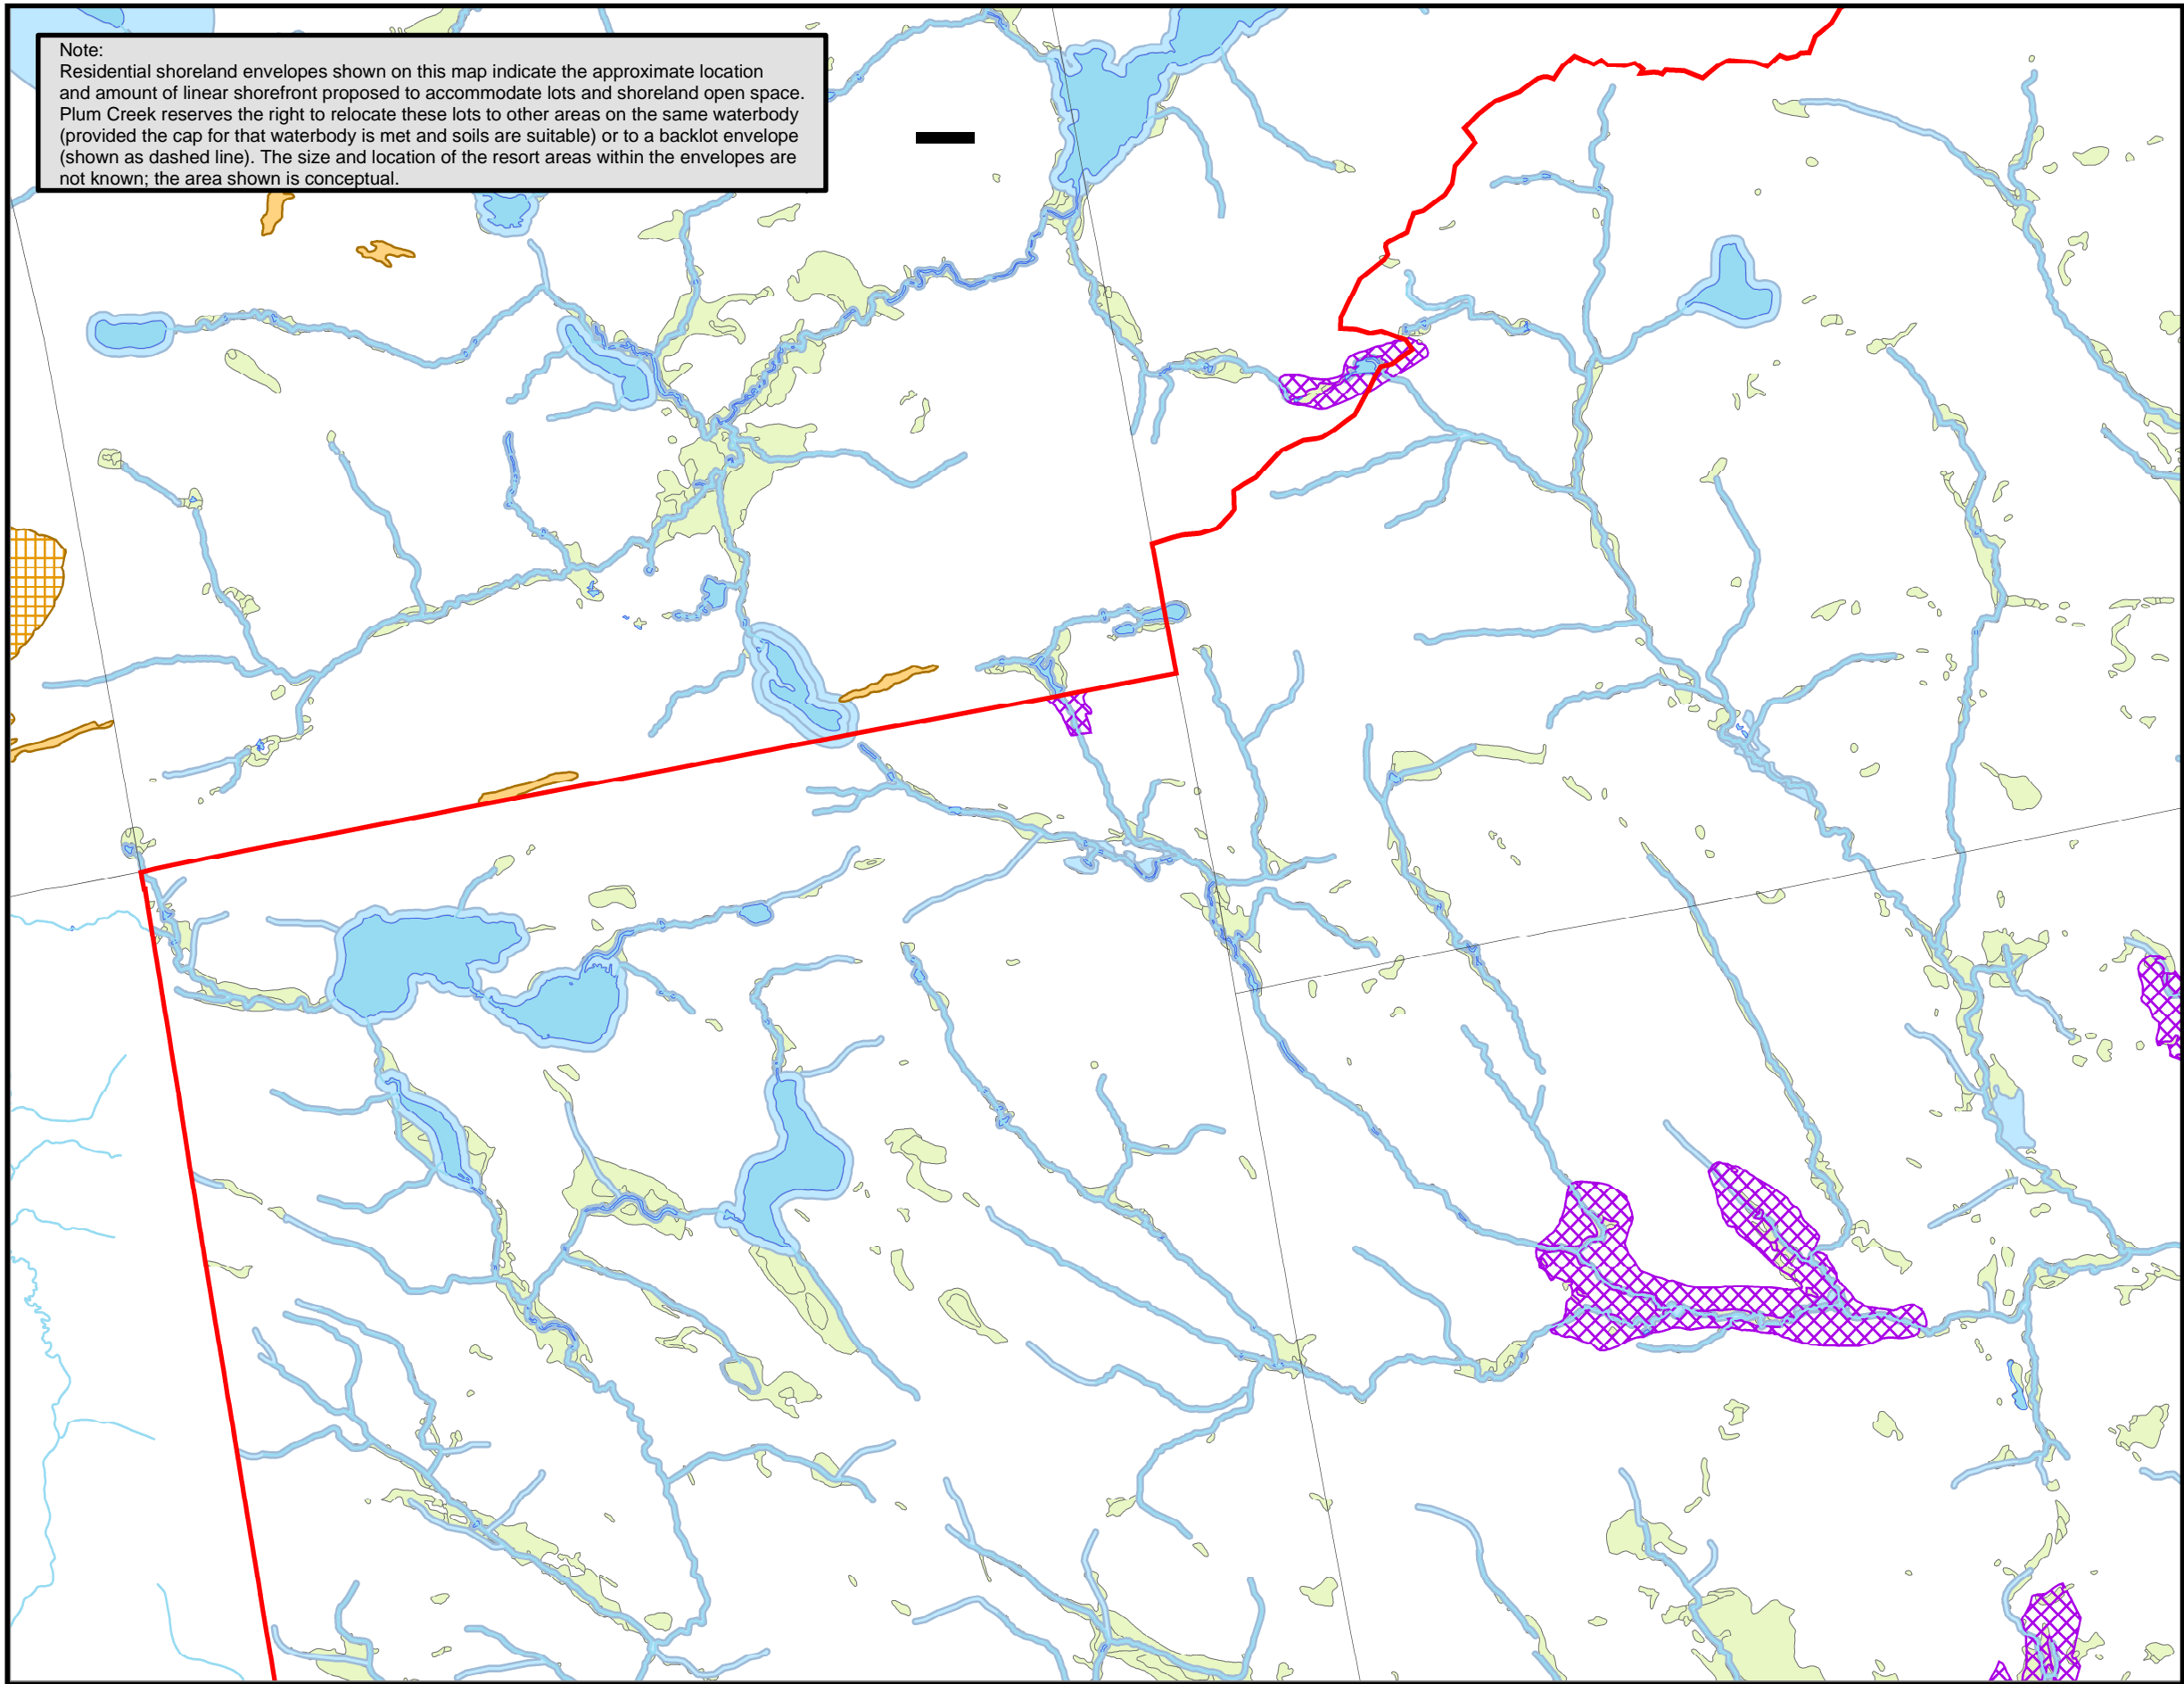 Note:
Residential shoreland envelopes shown on this map indicate the approximate location
and amount of linear shorefront proposed to accommodate lots and shoreland open space.
Plum Creek reserves the right to relocate these lots to other areas on the same waterbody
(provided the cap for that waterbody is met and soils are suitable) or to a backlot envelope
(shown as dashed line). The size and location of the resort areas within the envelopes are
not known; the area shown is conceptual.